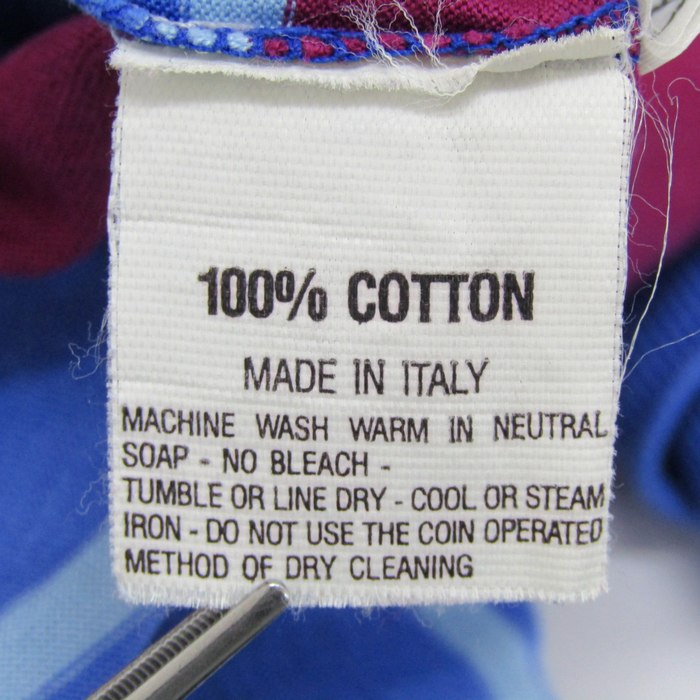 100% COTTON
MADE IN ITALY
MACHINE WASH WARM IN NEUTRAL
SOAP - NO BLEACH -
TUMBLE OR LINE DRY - COOL OR STEAM
IRON - DO NOT USE THE COIN OPERATED
METHOD OF DRY CLEANING